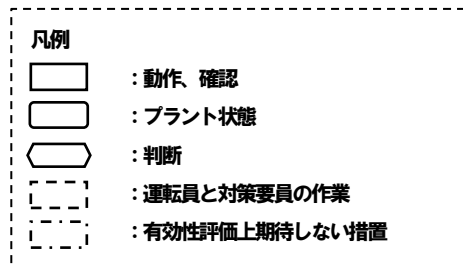 凡例
：動作、確認
：プラント状態
：判断
：運転員と対策要員の作業
：有効性評価上期待しない措置